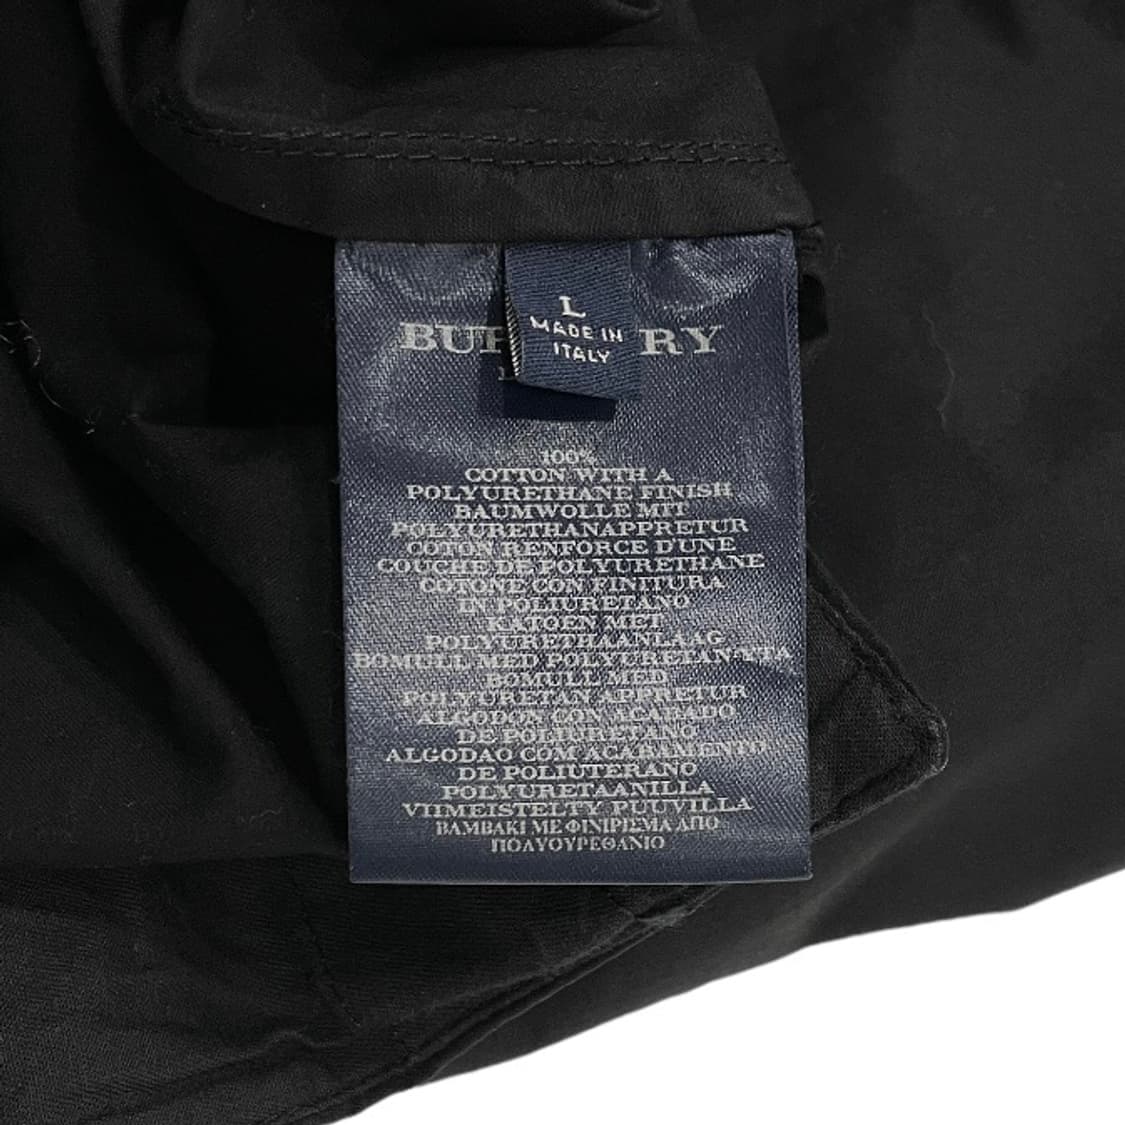 L
MADE IN
ITALY
BUR RY
100%
COTTON WITH A
POLYURETHANE FINISH
BAUMWOLLE MIT
POLYURETHANAPPRETUR
COTON RENFORCE D'UNE
COUCHE DE POLYURETHANE
COTONE CON FINITURA
IN POLIURETANO
KATOEN MET
POLYURETHAANLAAG
BOMULL MED POLYURETAN-YTA
BOMULL MED
POLYURETAN APPRETUR
ALGODON CON ACABADO
DE POLIURETANO
ALGODAO COM ACABAMENTO
DE POLIUTERANO
POLYURETAANILLA
VIIMEISTELTY PUUVILLA
ΒΑΜΒΑΚΙ ΜΕ ΦΙΝΙΡΙΣΜΑ ΑΠΟ
ΠΟΛΥΟΥΡΕΘΑΝΙΟ